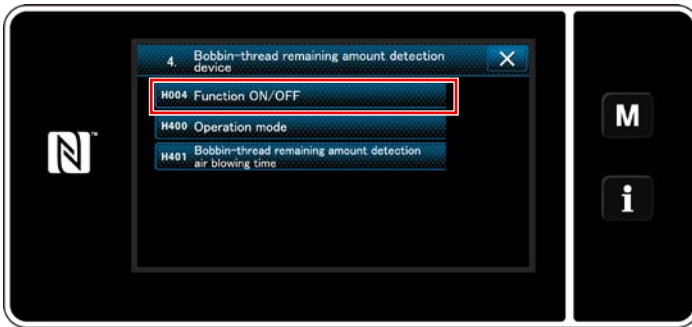 4. Bobbin-thread remaining amount detection
device
H004 Function ON/OFF
H400 Operation mode
H401 Bobbin-thread remaining amount detection
air blowing time
M
i
N